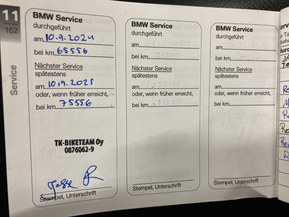 11
162
Service
BMW Service
durchgeführt
am 10.9.2024
bei km 65556
Nächster Service
spätestens
am 10.9.2025
oder, wenn früher erreicht,
bei km 75556
TK-BIKETEAM Oy
0876062-9
Stempel, Unterschrift
BMW Service
durchgeführt
am
bei km
Nächster Service
spätestens
am
oder, wenn früher erreicht,
bei km
Stempel, Unterschrift
BMW Service
durchgeführt
am
bei km
Nächster Service
spätestens
am
oder, wenn früher erreicht,
bei km
Stempel, Unterschrift